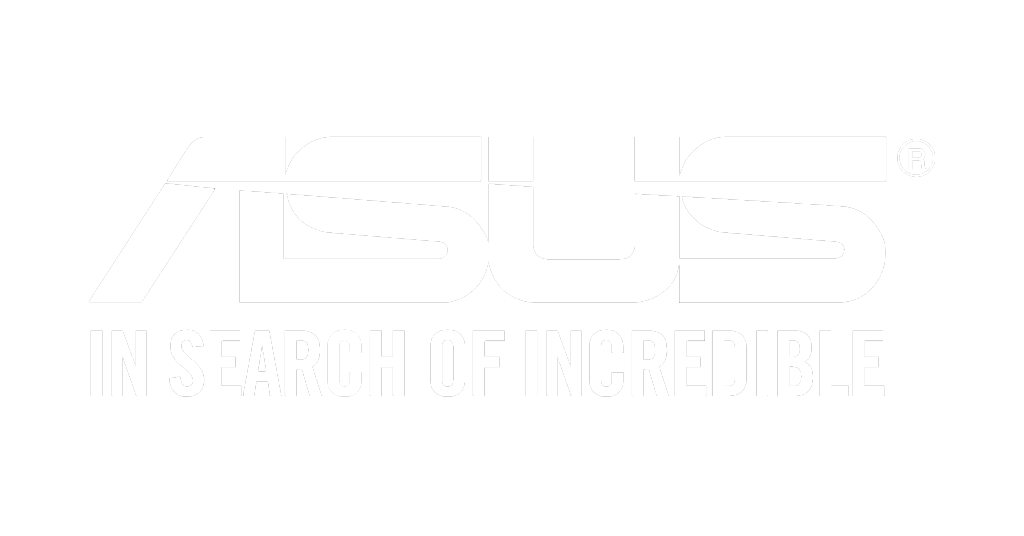 ASUS®
IN SEARCH OF INCREDIBLE